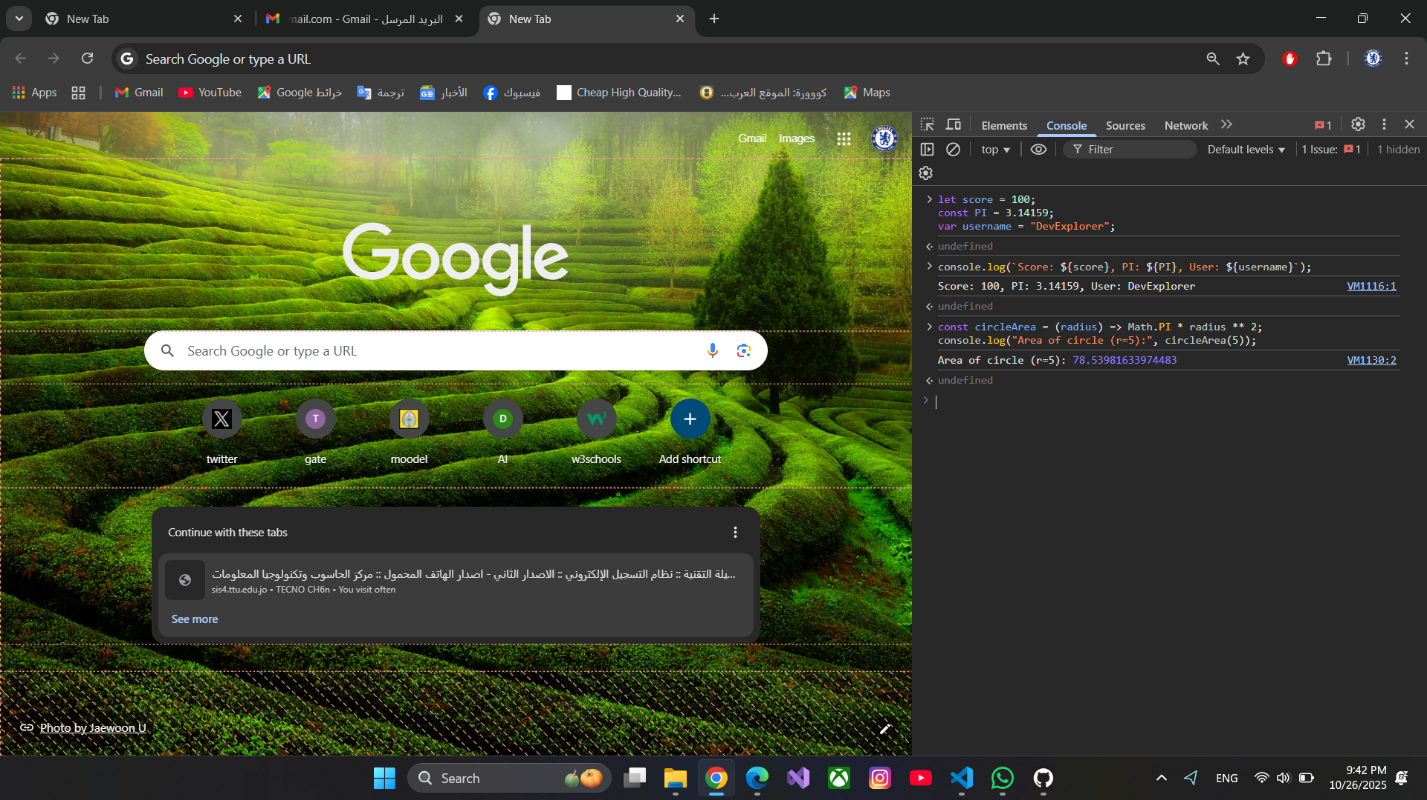 New Tab
mail.com - Gmail - البريد المرسل
New Tab
Search Google or type a URL
Apps
Gmail
YouTube
خرائط Google
ترجمة
الأخبار
فيسبوك
Cheap High Quality...
كووورة: الموقع العرب...
Maps
Gmail
Images
Google
Search Google or type a URL
T
D
twitter
gate
moodel
AI
w3schools
Add shortcut
Continue with these tabs
...يلة التقنية :: نظام التسجيل الإلكتروني :: الاصدار الثاني - اصدار الهاتف المحمول :: مركز الحاسوب وتكنولوجيا المعلومات
sis4.ttu.edu.jo • TECNO CH6n • You visit often
See more
Photo by Jaewoon U.
Elements
Console
Sources
Network
1
top
Filter
Default levels
1 Issue:
1
1 hidden
let score = 100;
const PI = 3.14159;
var username = "DevExplorer";
undefined
console.log(`Score: ${score}, PI: ${PI}, User: ${username}`);
Score: 100, PI: 3.14159, User: DevExplorer
VM1116:1
undefined
const circleArea = (radius) => Math.PI * radius ** 2;
console.log("Area of circle (r=5):", circleArea(5));
Area of circle (r=5): 78.53981633974483
VM1130:2
undefined
Search
ENG
9:42 PM
10/26/2025